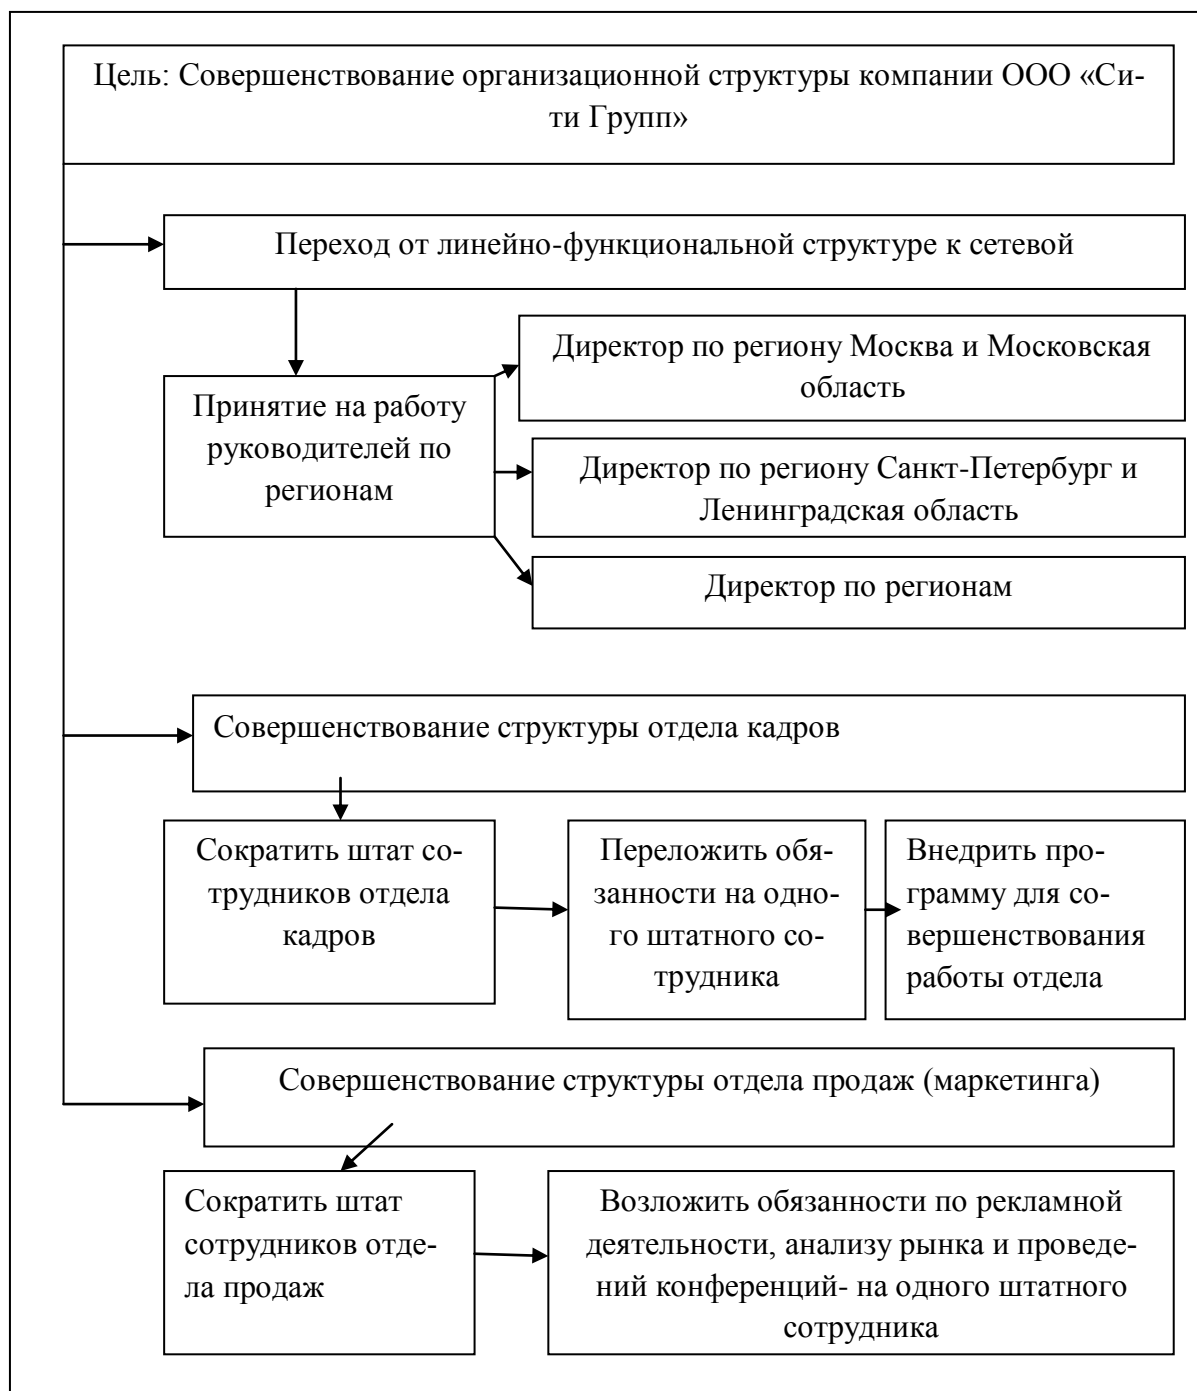 Цель: Совершенствование организационной структуры компании ООО «Си-
ти Групп»
Переход от линейно-функциональной структуре к сетевой
Директор по региону Москва и Московская
область
Принятие на работу
руководителей по
регионам
Директор по региону Санкт-Петербург и
Ленинградская область
Директор по регионам
Совершенствование структуры отдела кадров
Сократить штат со-
трудников отдела
кадров
Переложить обя-
занности на одно-
го штатного со-
трудника
Внедрить про-
грамму для со-
вершенствования
работы отдела
Совершенствование структуры отдела продаж (маркетинга)
Сократить штат
сотрудников отде-
ла продаж
Возложить обязанности по рекламной
деятельности, анализу рынка и проведе-
ний конференций- на одного штатного
сотрудника